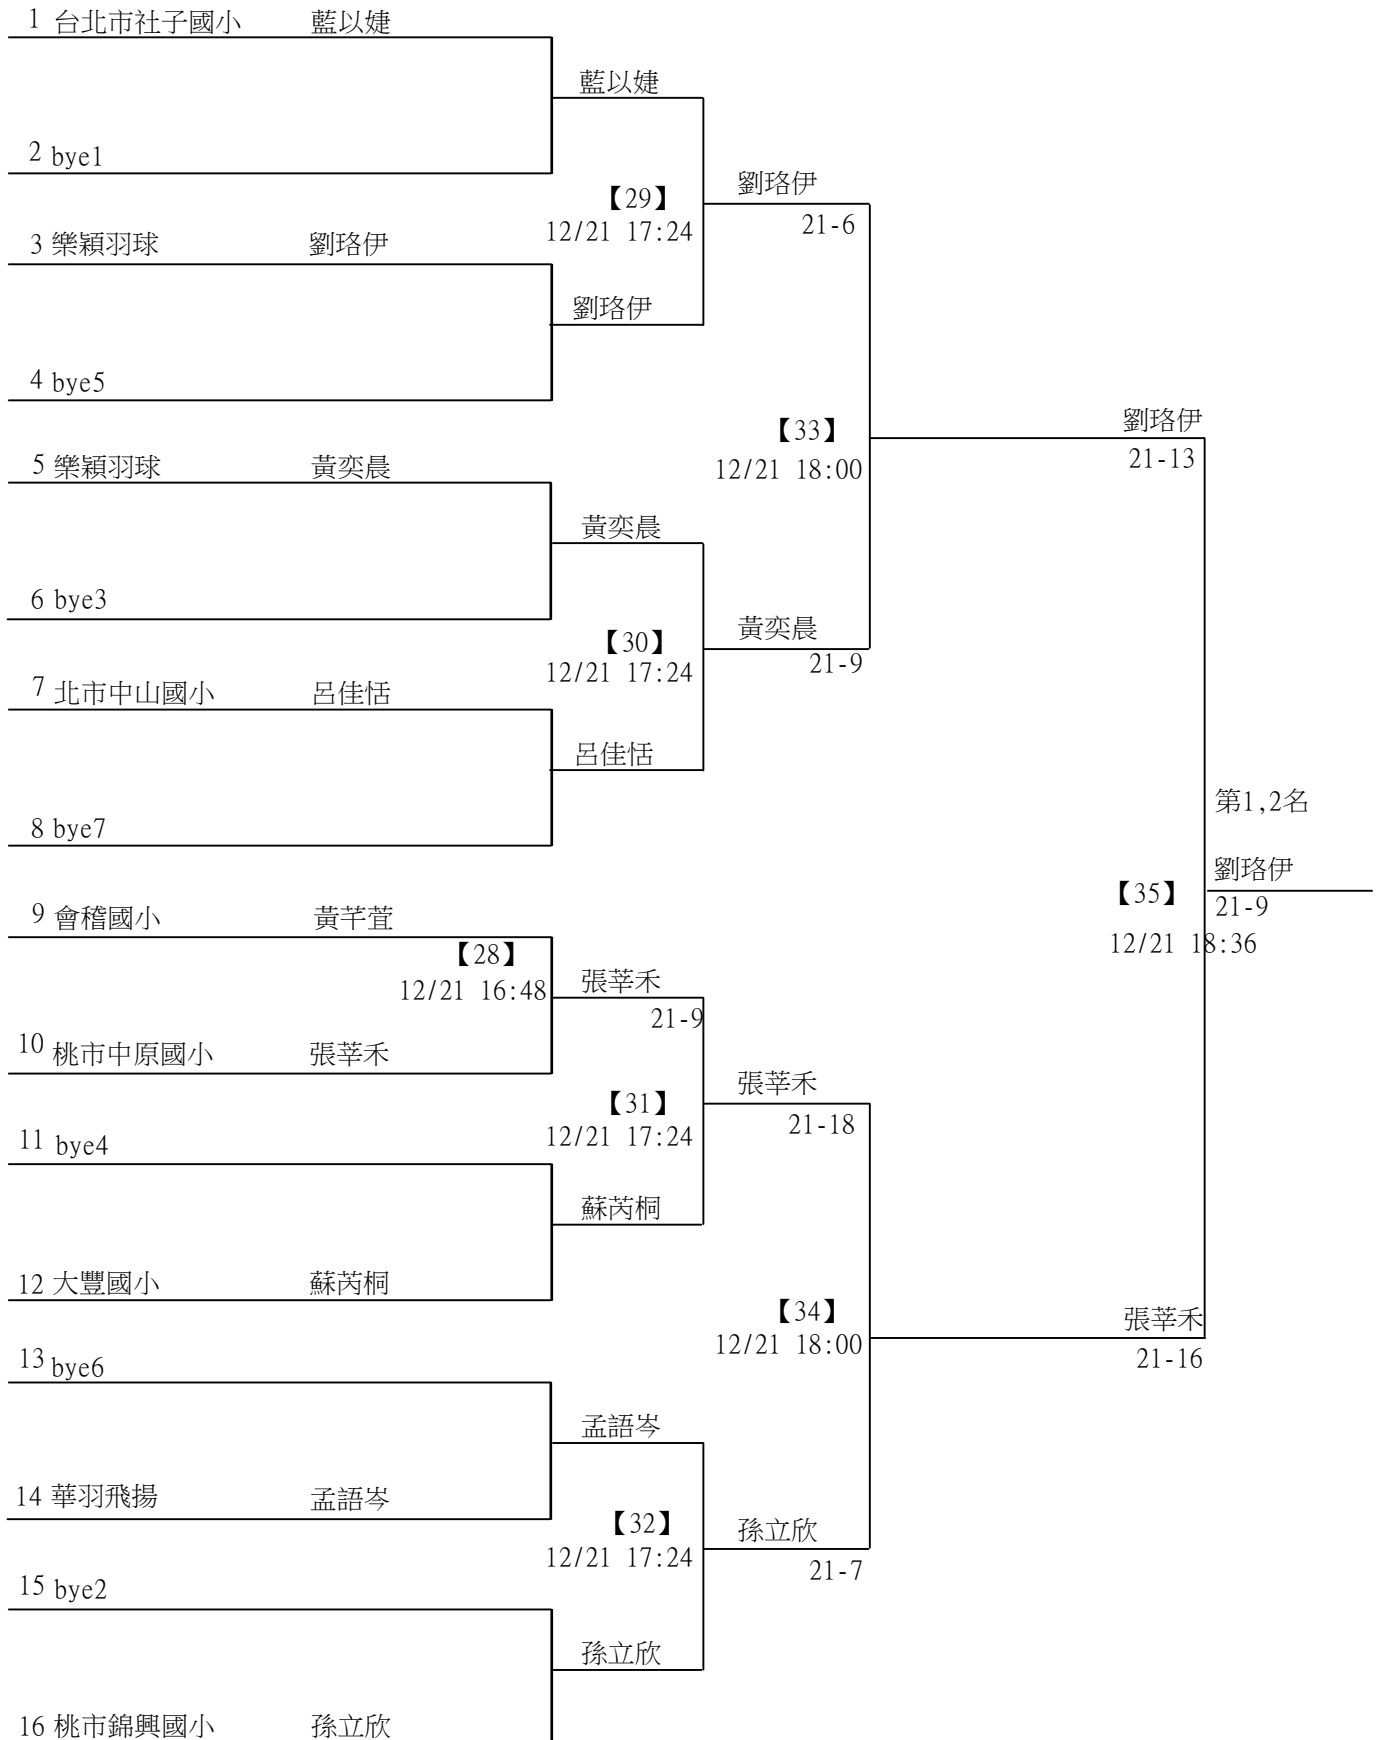 1 台北市社子國小 藍以婕
藍以婕
2 bye1
劉珞伊
【29】
21-6
12/21 17:24
3 樂穎羽球 劉珞伊
劉珞伊
4 bye5
劉珞伊
【33】
21-13
12/21 18:00
5 樂穎羽球 黃奕晨
黃奕晨
6 bye3
黃奕晨
【30】
21-9
12/21 17:24
7 北市中山國小 呂佳恬
呂佳恬
第1,2名
8 bye7
劉珞伊
【35】
21-9
12/21 18:36
9 會稽國小 黃芊萓
【28】
12/21 16:48
張莘禾
21-9
10 桃市中原國小 張莘禾
張莘禾
【31】
21-18
12/21 17:24
11 bye4
蘇芮桐
12 大豐國小 蘇芮桐
【34】
張莘禾
12/21 18:00
21-16
13 bye6
孟語岑
14 華羽飛揚 孟語岑
【32】
孫立欣
12/21 17:24
21-7
15 bye2
孫立欣
16 桃市錦興國小 孫立欣